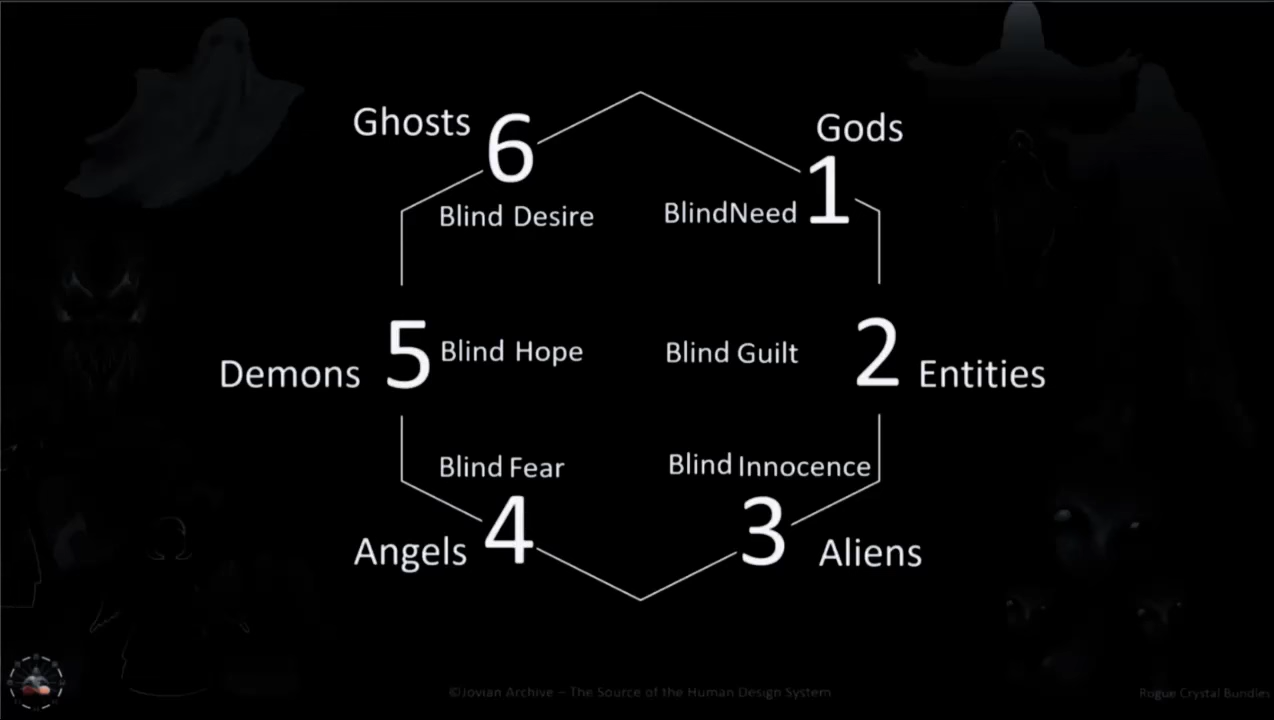 Ghosts
6
Gods
1
Blind Desire
BlindNeed
5
Blind Hope
Blind Guilt
2
Demons
Entities
Blind Fear
Blind Innocence
4
3
Angels
Aliens
©Jovian Archive – The Source of the Human Design System
Rogue Crystal Bundles